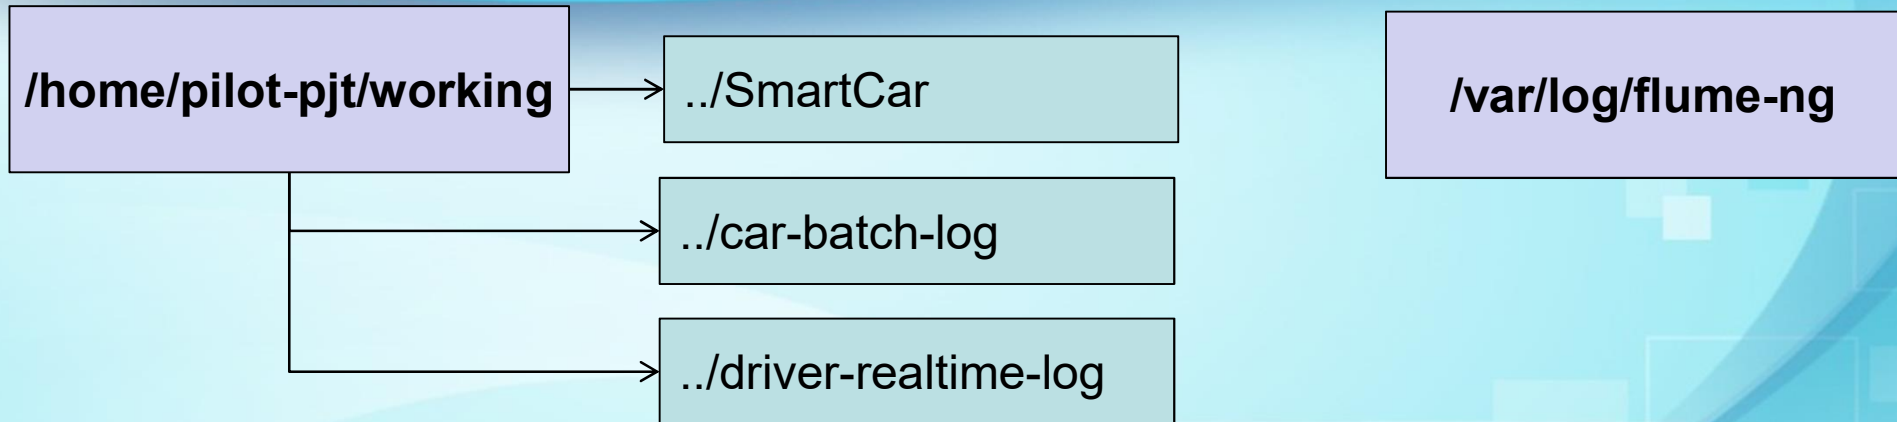 /home/pilot-pjt/working
../SmartCar
/var/log/flume-ng
../car-batch-log
../driver-realtime-log